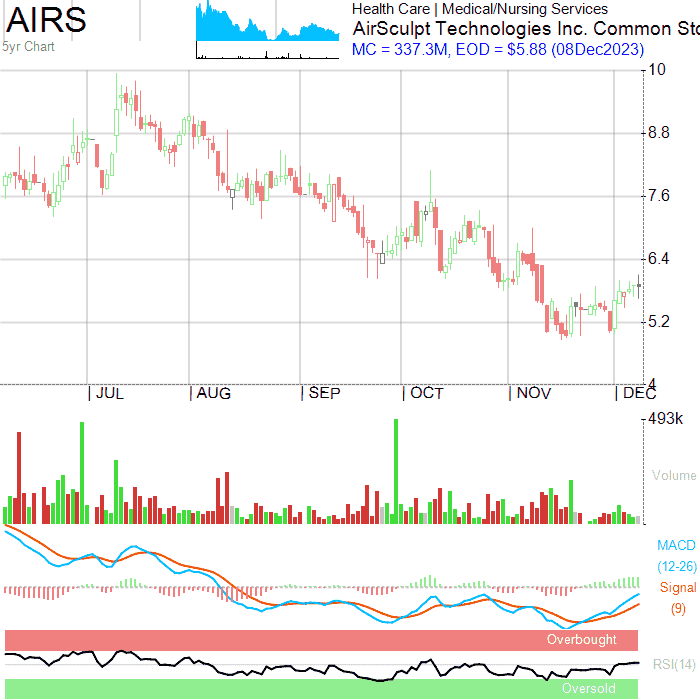 AIRS
5yr Chart
Health Care | Medical/Nursing Services
AirSculpt Technologies Inc. Common Sto
MC = 337.3M, EOD = $5.88 (08Dec2023)
10
8.8
7.6
6.4
5.2
4
JUL
AUG
SEP
OCT
NOV
DEC
493k
Volume
MACD
(12-26)
Signal
(9)
Overbought
RSI(14)
Oversold